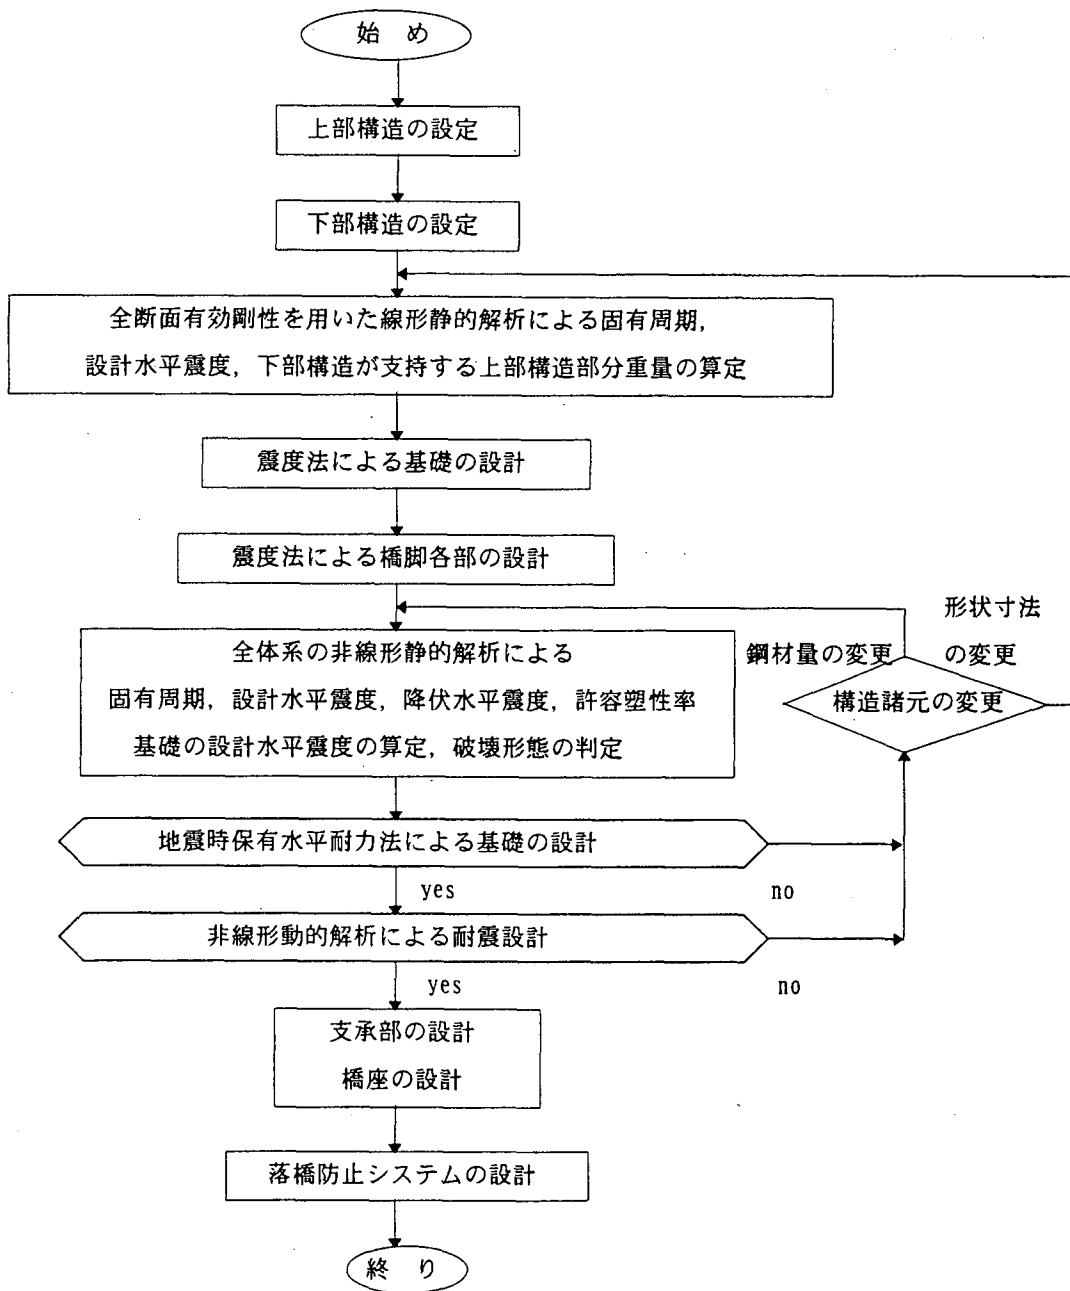 始 め
上部構造の設定
下部構造の設定
全断面有効剛性を用いた線形静的解析による固有周期，
設計水平震度，下部構造が支持する上部構造部分重量の算定
震度法による基礎の設計
震度法による橋脚各部の設計
全体系の非線形静的解析による
固有周期，設計水平震度，降伏水平震度，許容塑性率
基礎の設計水平震度の算定，破壊形態の判定
形状寸法
鋼材量の変更 の変更
構造諸元の変更
地震時保有水平耐力法による基礎の設計
yes no
非線形動的解析による耐震設計
yes no
支承部の設計
橋座の設計
落橋防止システムの設計
終 り